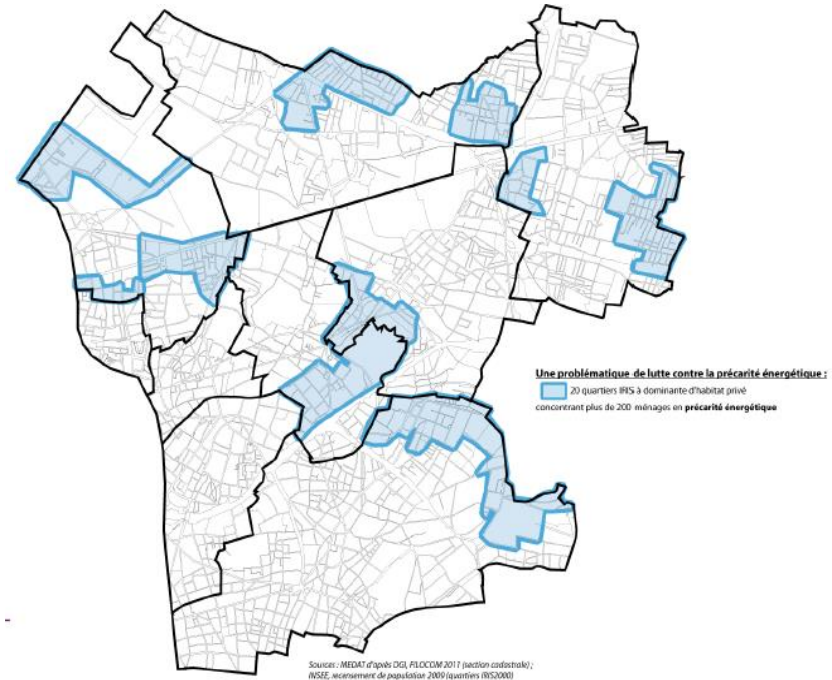 Une problématique de lutte contre la précarité énergétique :
20 quartiers IRIS à dominante d'habitat privé
concentrant plus de 200 ménages en précarité énergétique
Sources : MEDAT d'après DGI, FILOCOM 2011 (section cadastrale) ;
INSEE, recensement de population 2009 (quartiers IRIS2000)